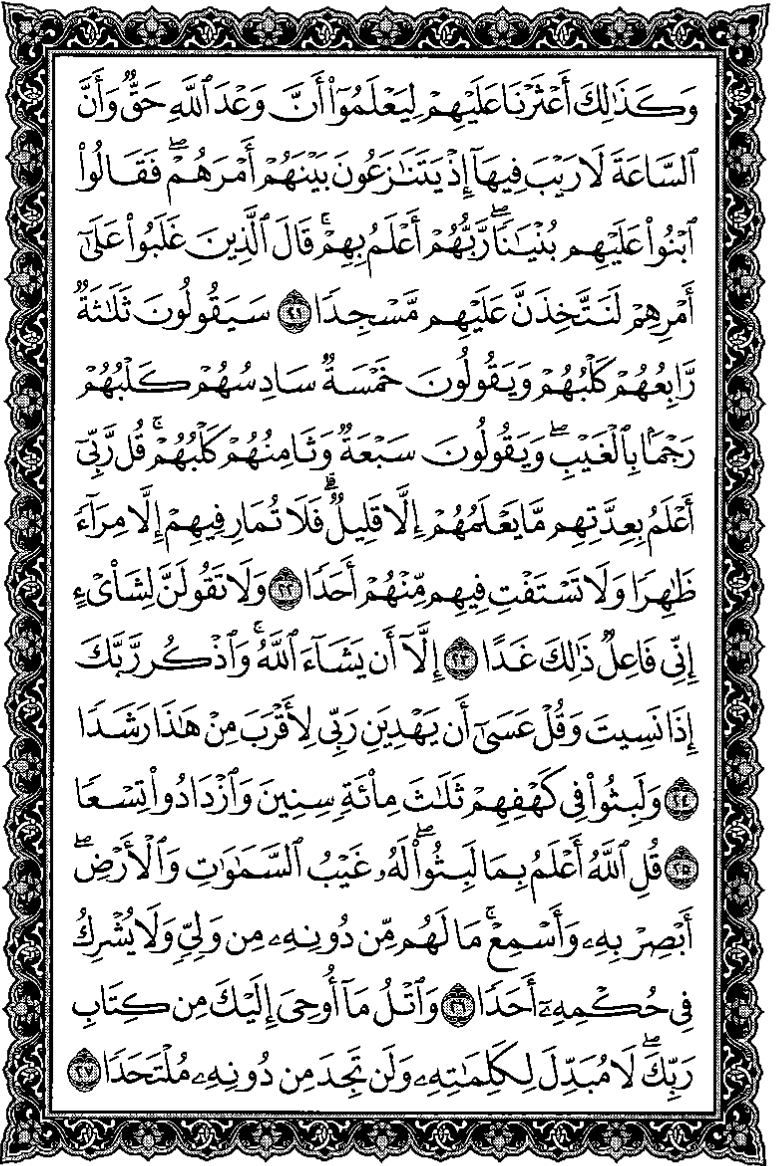 وَكَذَٰلِكَ أَعْثَرْنَا عَلَيْهِمْ لِيَعْلَمُوٓا۟ أَنَّ وَعْدَ ٱللَّهِ حَقٌّ وَأَنَّ
ٱلسَّاعَةَ لَا رَيْبَ فِيهَآ إِذْ يَتَنَٰزَعُونَ بَيْنَهُمْ أَمْرَهُمْ ۖ فَقَالُوا۟
ٱبْنُوا۟ عَلَيْهِم بُنْيَٰنًا ۖ رَّبُّهُمْ أَعْلَمُ بِهِمْ ۚ قَالَ ٱلَّذِينَ غَلَبُوا۟ عَلَىٰٓ
أَمْرِهِمْ لَنَتَّخِذَنَّ عَلَيْهِم مَّسْجِدًا ٢١ سَيَقُولُونَ ثَلَٰثَةٌ
رَّابِعُهُمْ كَلْبُهُمْ وَيَقُولُونَ خَمْسَةٌ سَادِسُهُمْ كَلْبُهُمْ
رَجْمًۢا بِٱلْغَيْبِ ۖ وَيَقُولُونَ سَبْعَةٌ وَثَامِنُهُمْ كَلْبُهُمْ ۚ قُل رَّبِّىٓ
أَعْلَمُ بِعِدَّتِهِم مَّا يَعْلَمُهُمْ إِلَّا قَلِيلٌ ۗ فَلَا تُمَارِ فِيهِمْ إِلَّا مِرَآءً
ظَٰهِرًا وَلَا تَسْتَفْتِ فِيهِم مِّنْهُمْ أَحَدًا ٢٢ وَلَا تَقُولَنَّ لِشَا۟ىْءٍ
إِنِّى فَاعِلٌ ذَٰلِكَ غَدًا ٢٣ إِلَّآ أَن يَشَآءَ ٱللَّهُ ۚ وَٱذْكُر رَّبَّكَ
إِذَا نَسِيتَ وَقُلْ عَسَىٰٓ أَن يَهْدِيَنِ رَبِّى لِأَقْرَبَ مِنْ هَٰذَا رَشَدًا
٢٤ وَلَبِثُوا۟ فِى كَهْفِهِمْ ثَلَٰثَ مِا۟ئَةٍ سِنِينَ وَٱزْدَادُوا۟ تِسْعًا
٢٥ قُلِ ٱللَّهُ أَعْلَمُ بِمَا لَبِثُوا۟ ۖ لَهُۥ غَيْبُ ٱلسَّمَٰوَٰتِ وَٱلْأَرْضِ ۖ
أَبْصِرْ بِهِۦ وَأَسْمِعْ ۚ مَا لَهُم مِّن دُونِهِۦ مِن وَلِىٍّ وَلَا يُشْرِكُ
فِى حُكْمِهِۦٓ أَحَدًا ٢٦ وَٱتْلُ مَآ أُوحِىَ إِلَيْكَ مِن كِتَابِ
رَبِّكَ ۖ لَا مُبَدِّلَ لِكَلِمَٰتِهِۦ وَلَن تَجِدَ مِن دُونِهِۦ مُلْتَحَدًا ٢٧